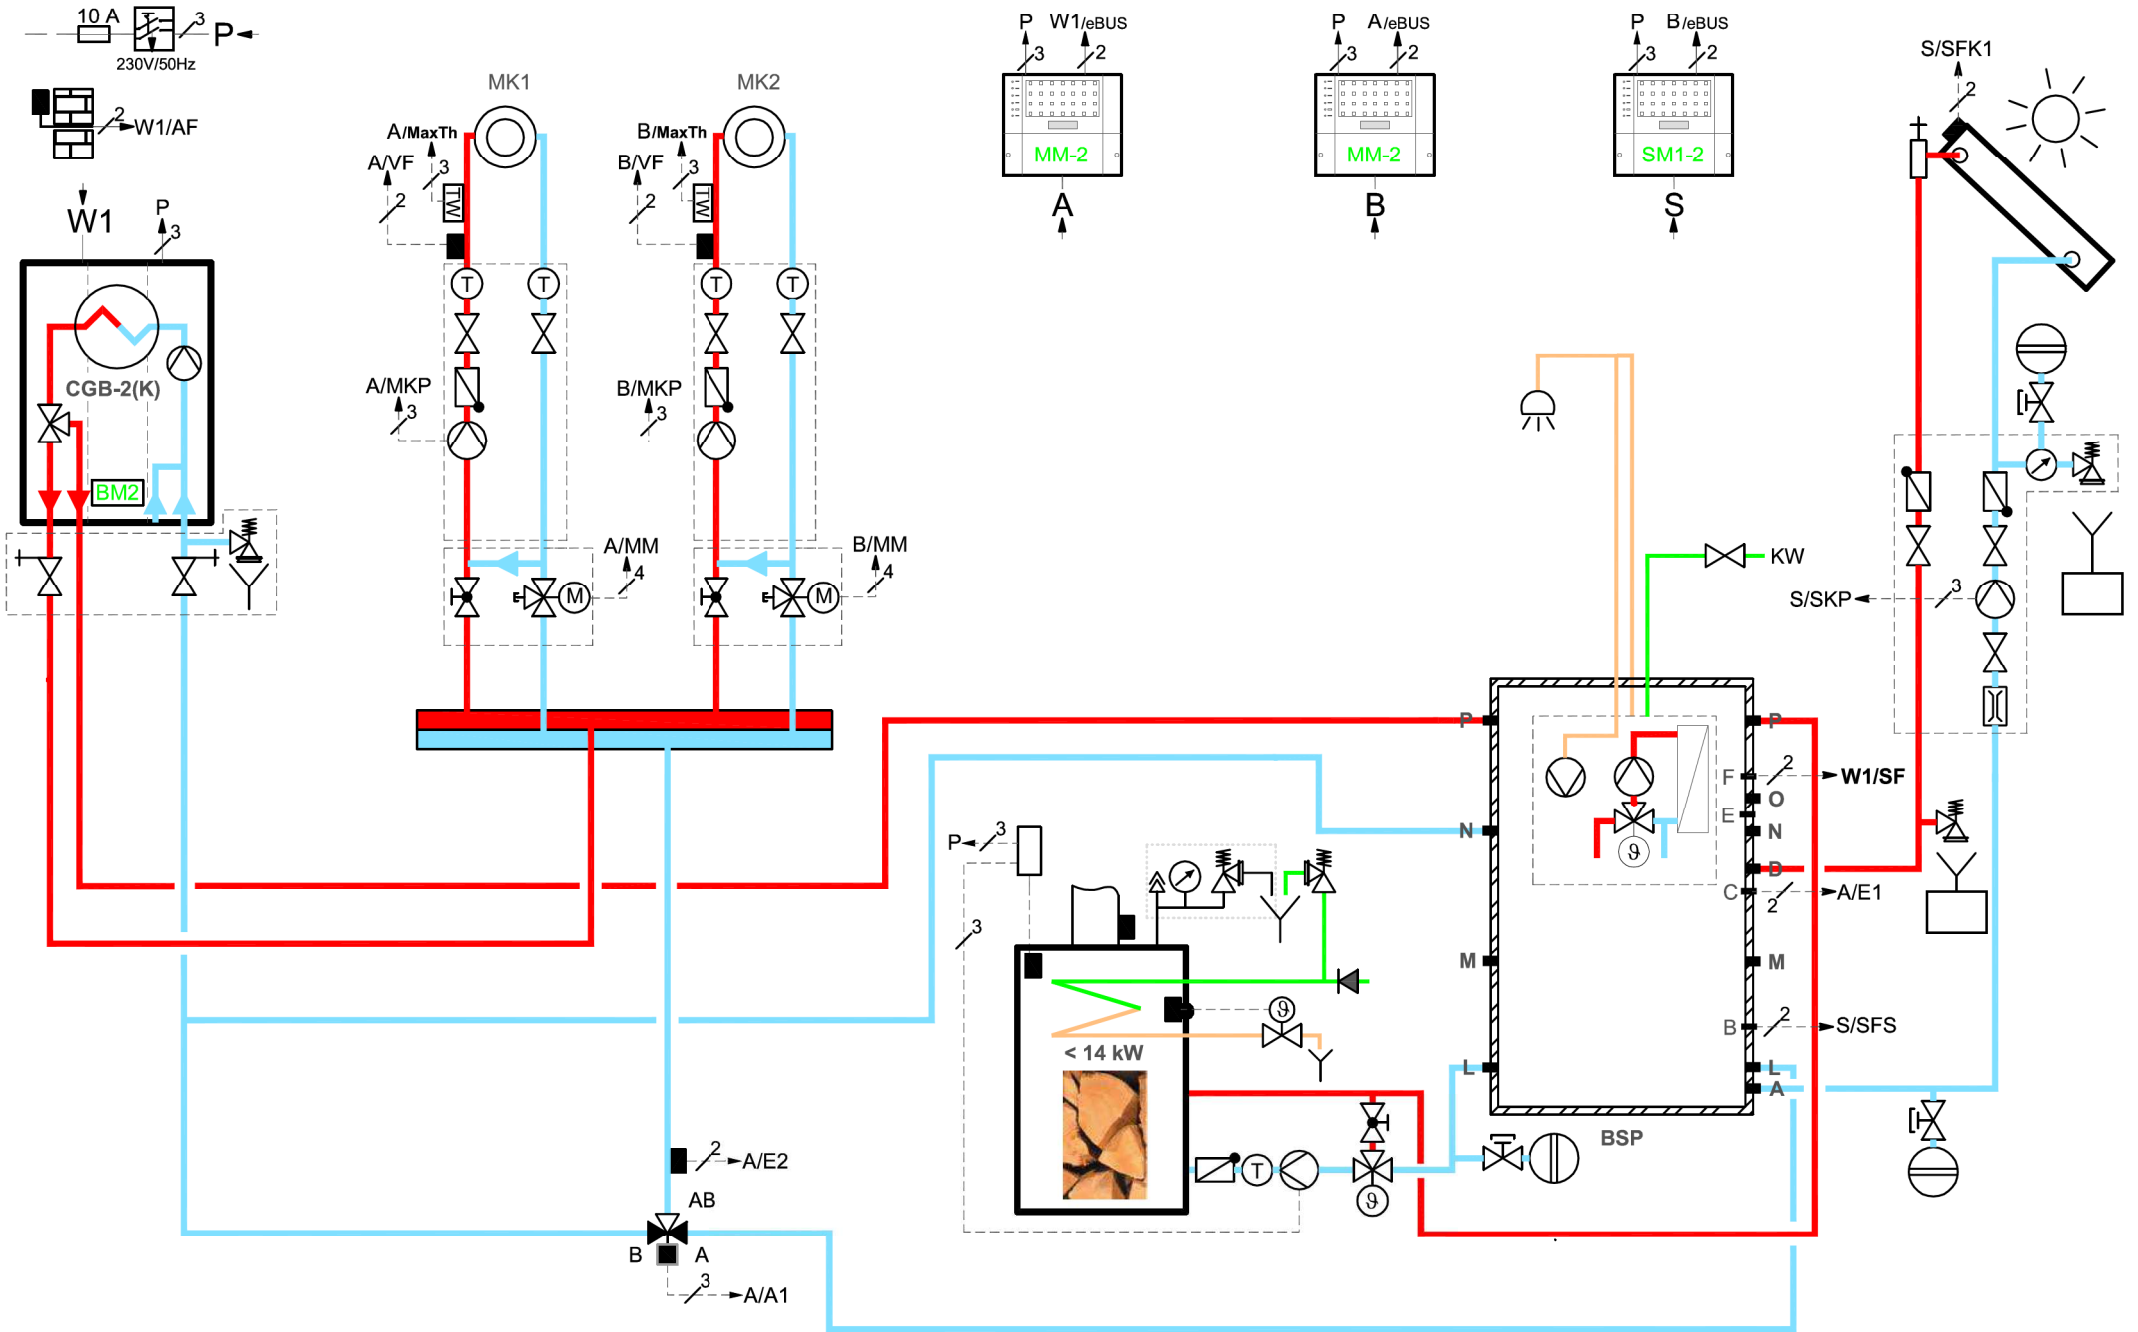 10 A
3
P
230V/50Hz
2
W1/AF
W1
P
3
CGB-2(K)
BM2
MK1
A/MaxTh
A/VF
3
2
TW
T
T
A/MKP
3
A/MM
4
M
MK2
B/MaxTh
B/VF
3
2
TW
T
T
B/MKP
3
B/MM
4
M
P
W1/eBUS
3
2
MM-2
A
P
A/eBUS
3
2
MM-2
B
P
B/eBUS
3
2
SM1-2
S
S/SFK1
2
KW
S/SKP
3
P
P
F
2
W1/SF
O
E
N
N
D
C
2
A/E1
M
M
B
2
S/SFS
L
L
A
ϑ
BSP
P
3
3
ϑ
< 14 kW
T
ϑ
2
A/E2
AB
B
A
3
A/A1